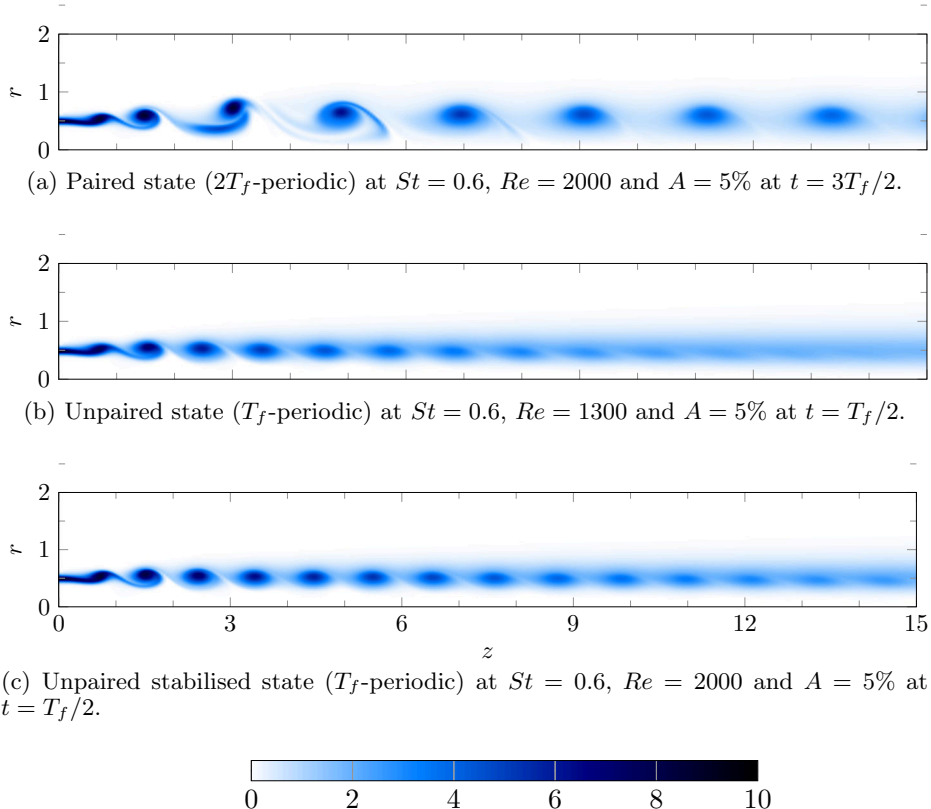 2
1
0
r
(a) Paired state (2T_f-periodic) at St = 0.6, Re = 2000 and A = 5% at t = 3T_f/2.
2
1
0
r
(b) Unpaired state (T_f-periodic) at St = 0.6, Re = 1300 and A = 5% at t = T_f/2.
2
1
0
r
0 3 6 9 12 15
z
(c) Unpaired stabilised state (T_f-periodic) at St = 0.6, Re = 2000 and A = 5% at
t = T_f/2.
0 2 4 6 8 10